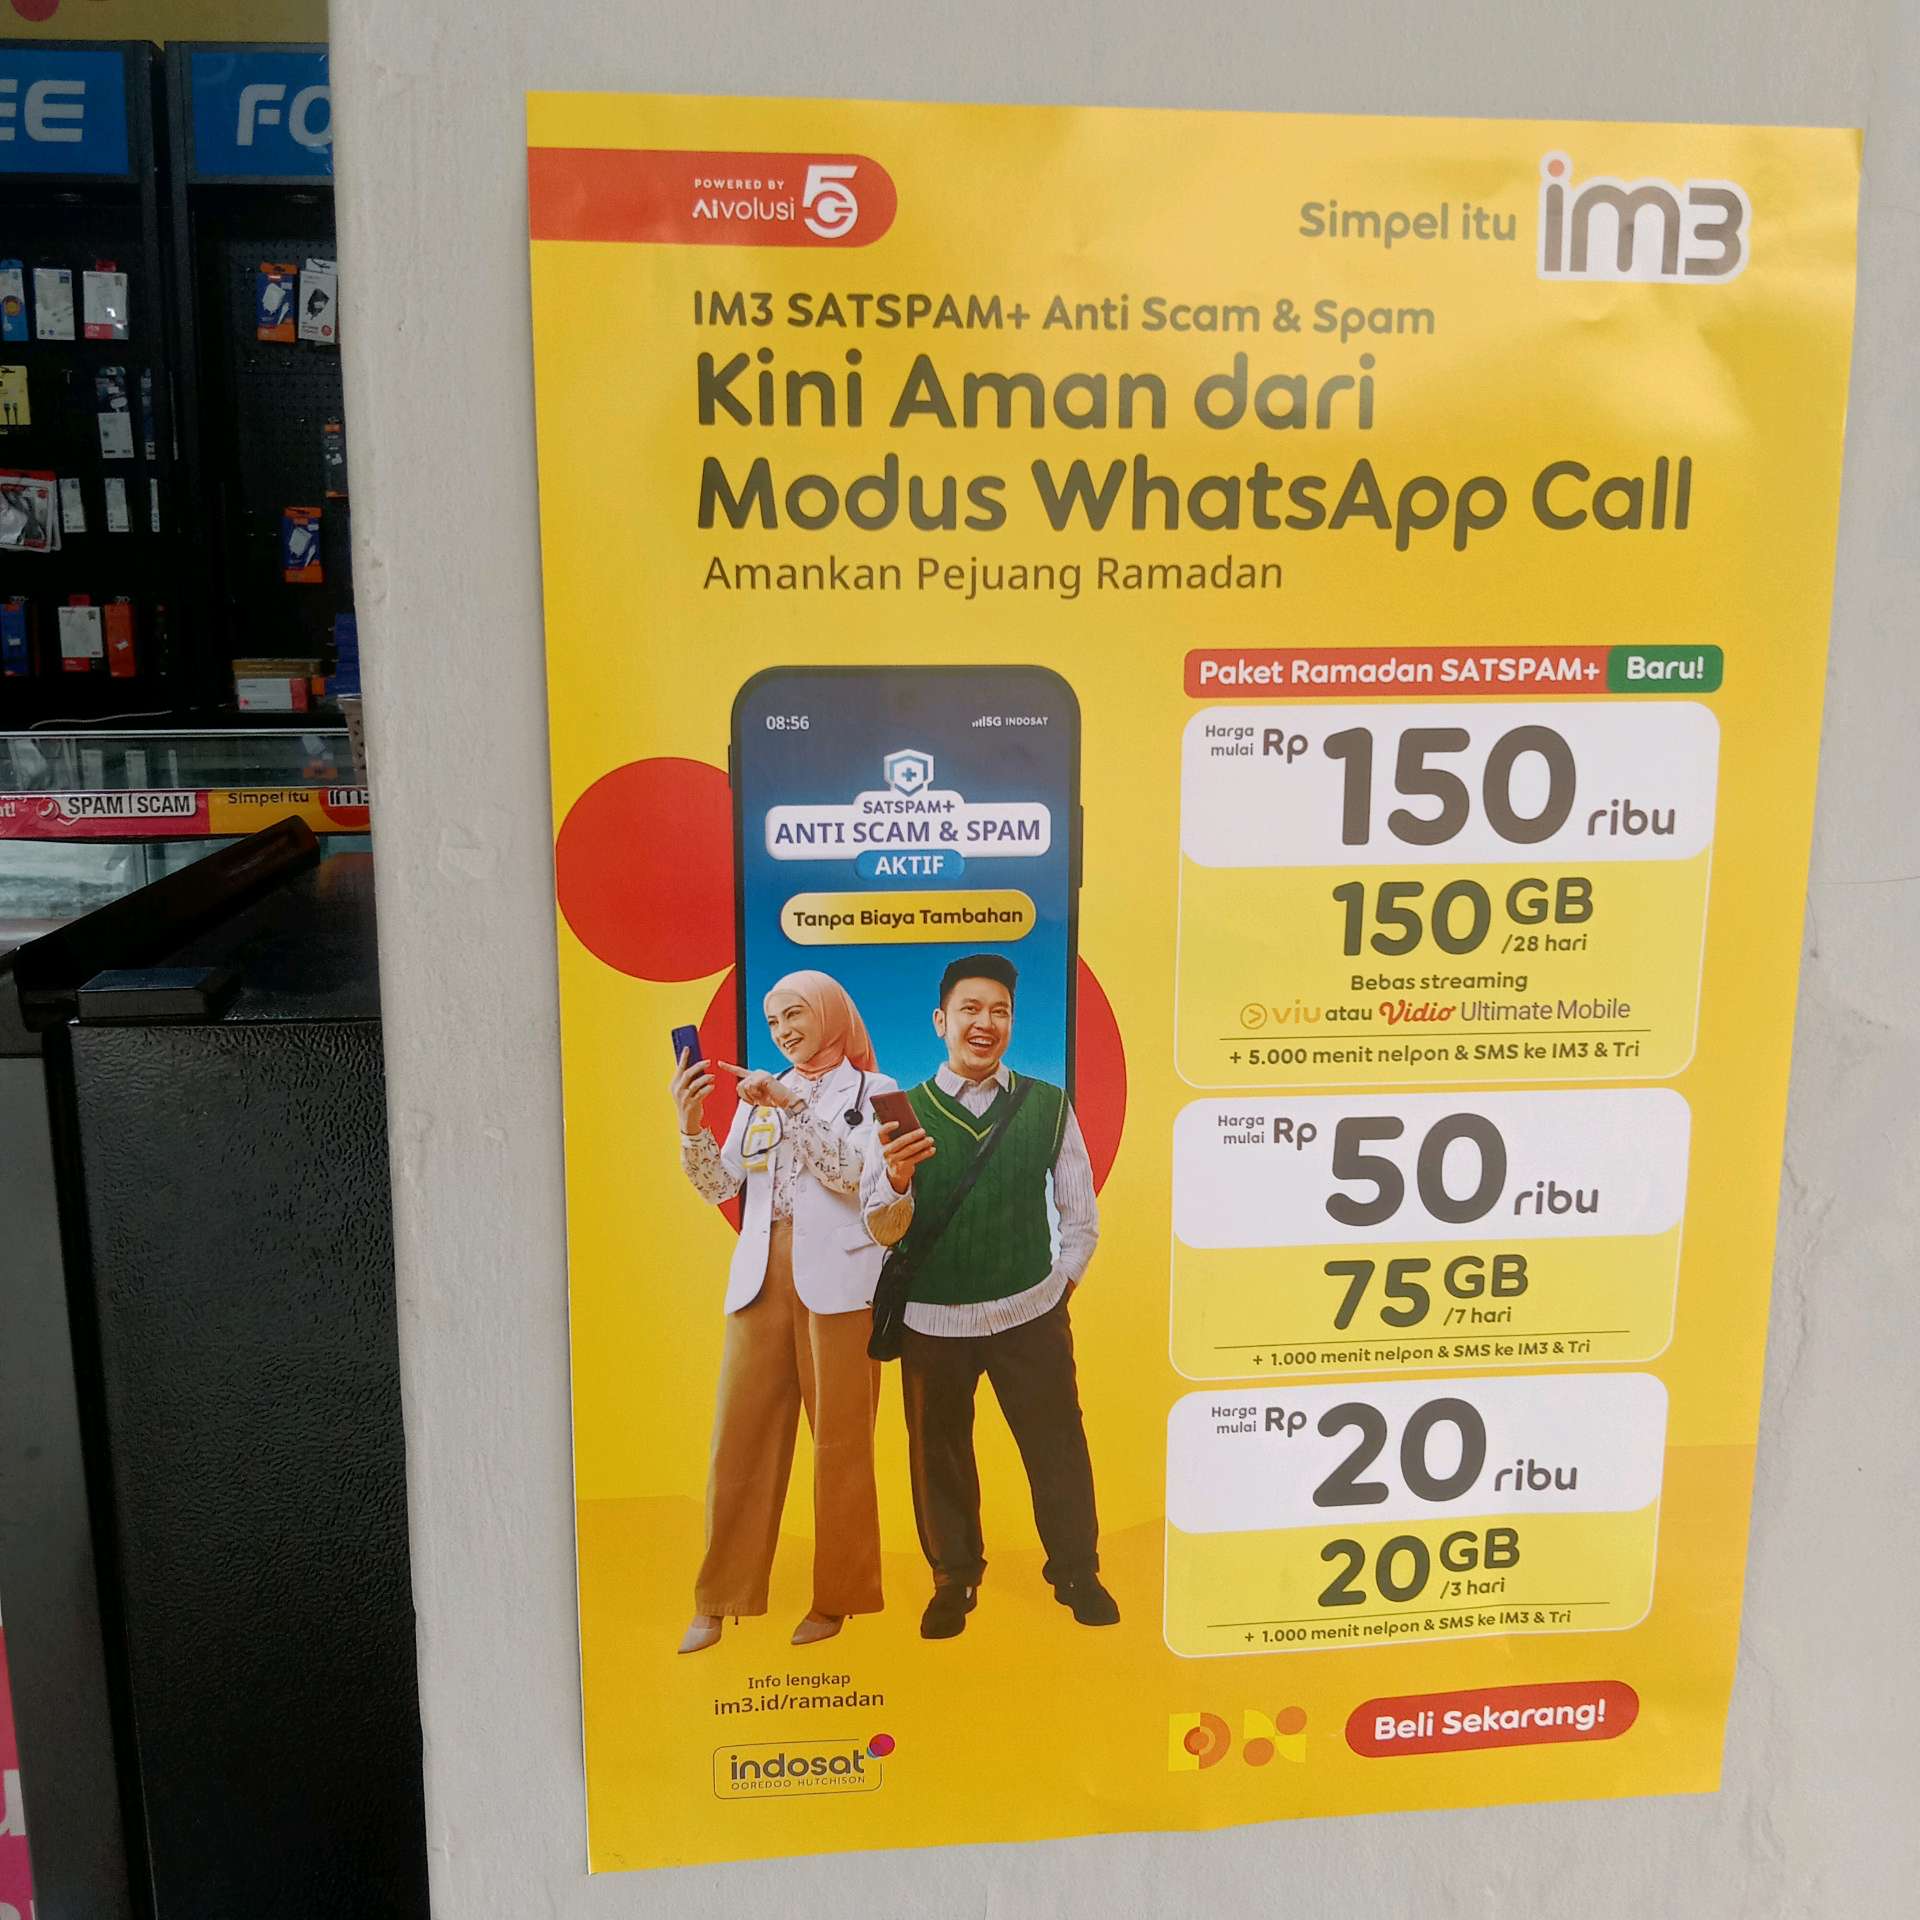 EE
FO
POWERED BY
AIvolusi 5G
Simpel itu im3
IM3 SATSPAM+ Anti Scam & Spam
Kini Aman dari
Modus WhatsApp Call
Amankan Pejuang Ramadan
08:56
5G INDOSAT
SATSPAM+
ANTI SCAM & SPAM
AKTIF
Tanpa Biaya Tambahan
Paket Ramadan SATSPAM+ Baru!
Harga mulai Rp 150 ribu
150 GB /28 hari
Bebas streaming
viu atau Vidio Ultimate Mobile
+ 5.000 menit nelpon & SMS ke IM3 & Tri
Harga mulai Rp 50 ribu
75 GB /7 hari
+ 1.000 menit nelpon & SMS ke IM3 & Tri
Harga mulai Rp 20 ribu
20 GB /3 hari
+ 1.000 menit nelpon & SMS ke IM3 & Tri
Info lengkap
im3.id/ramadan
indosat
OOREDOO HUTCHISON
Beli Sekarang!
SPAM | SCAM Simpel itu im3